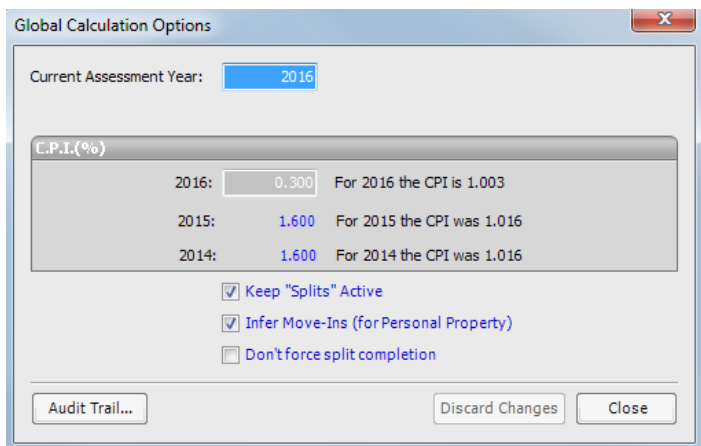 Global Calculation Options
Current Assessment Year: 2016
C.P.I.(%)
2016: 0.300 For 2016 the CPI is 1.003
2015: 1.600 For 2015 the CPI was 1.016
2014: 1.600 For 2014 the CPI was 1.016
Keep "Splits" Active
Infer Move-Ins (for Personal Property)
Don't force split completion
Audit Trail... Discard Changes Close